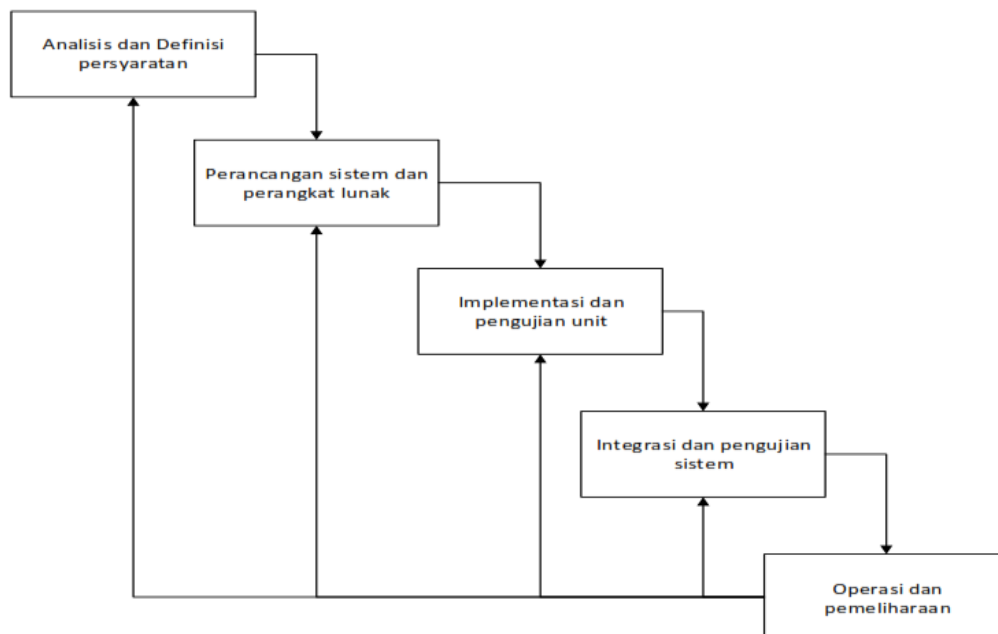 Analisis dan Definisi
persyaratan
Perancangan sistem dan
perangkat lunak
Implementasi dan
pengujian unit
Integrasi dan pengujian
sistem
Operasi dan
pemeliharaan